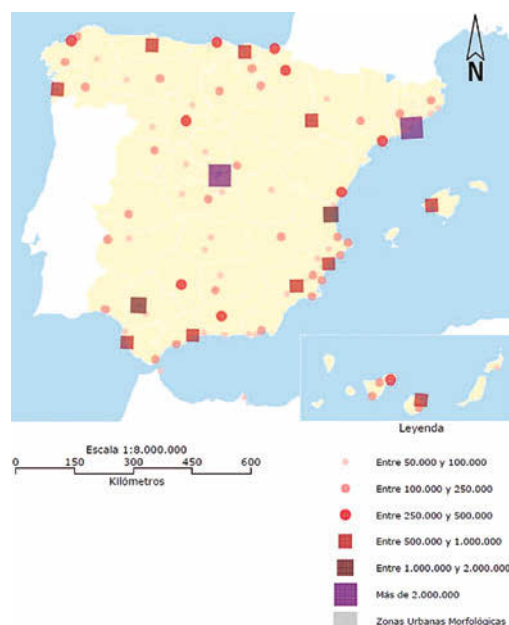 N
Leyenda
Escala 1:8.000.000
0 150 300 450 600
Kilómetros
Entre 50.000 y 100.000
Entre 100.000 y 250.000
Entre 250.000 y 500.000
Entre 500.000 y 1.000.000
Entre 1.000.000 y 2.000.000
Más de 2.000.000
Zonas Urbanas Morfológicas